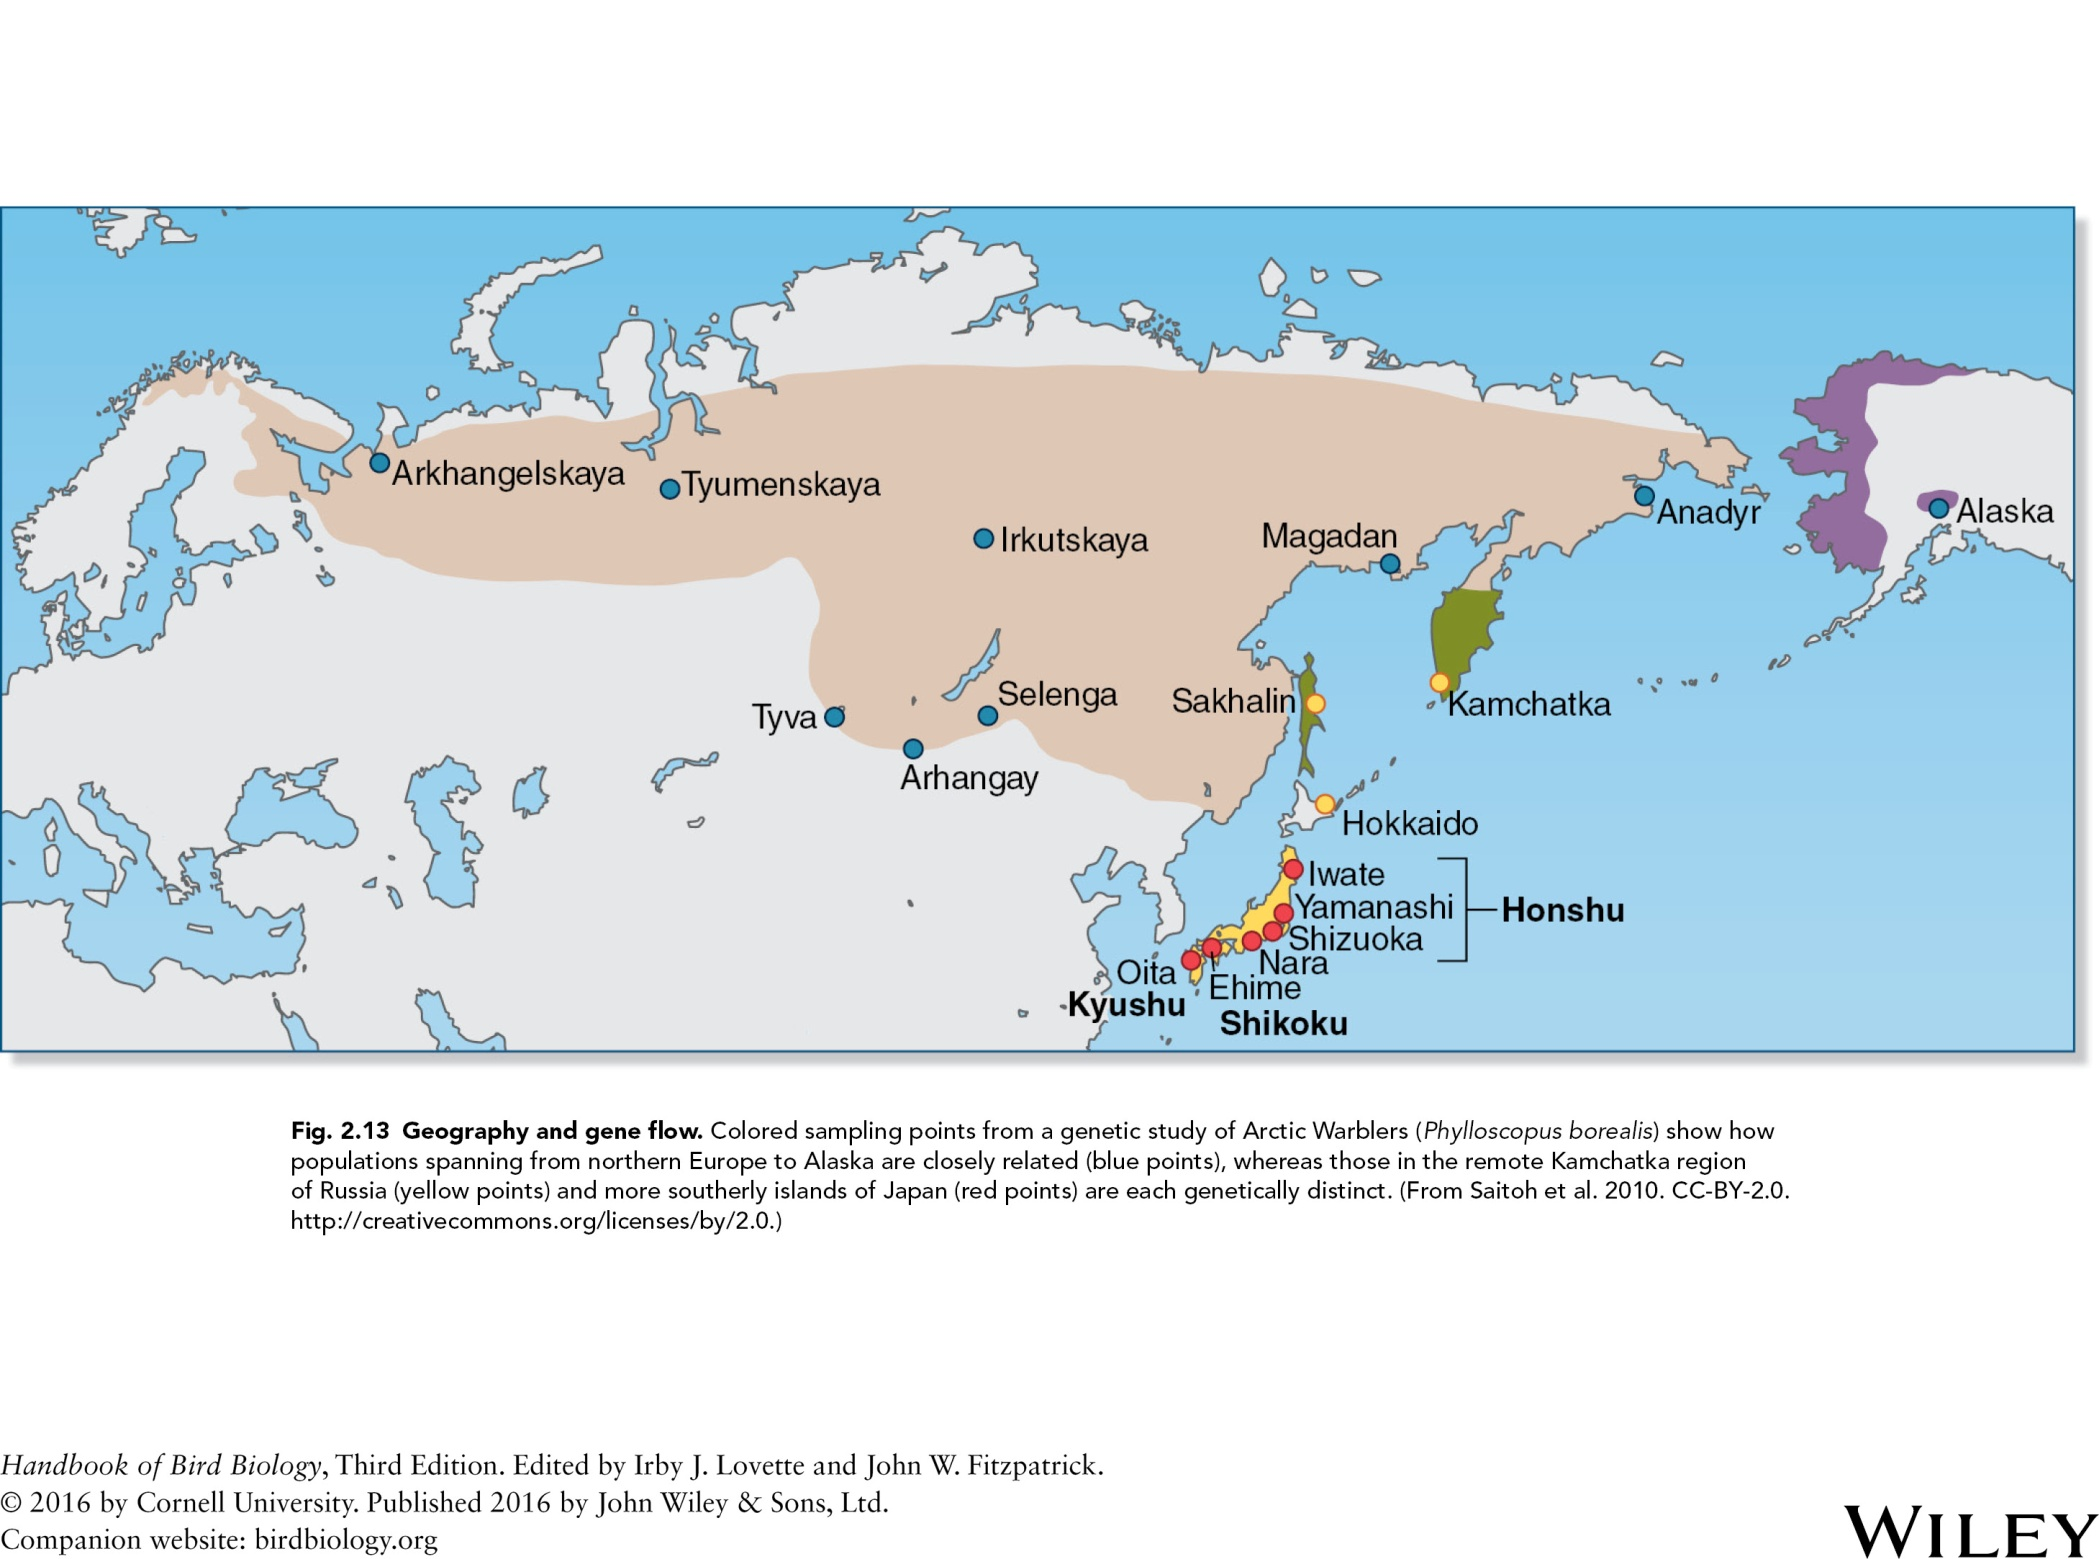 Arkhangelskaya
Tyumenskaya
Irkutskaya
Magadan
Anadyr
Alaska
Tyva
Selenga
Arhangay
Sakhalin
Kamchatka
Hokkaido
Iwate
Yamanashi
Honshu
Shizuoka
Nara
Oita
Ehime
Kyushu
Shikoku
Fig. 2.13 Geography and gene flow. Colored sampling points from a genetic study of Arctic Warblers (Phylloscopus borealis) show how
populations spanning from northern Europe to Alaska are closely related (blue points), whereas those in the remote Kamchatka region
of Russia (yellow points) and more southerly islands of Japan (red points) are each genetically distinct. (From Saitoh et al. 2010. CC-BY-2.0.
http://creativecommons.org/licenses/by/2.0.)
Handbook of Bird Biology, Third Edition. Edited by Irby J. Lovette and John W. Fitzpatrick.
© 2016 by Cornell University. Published 2016 by John Wiley & Sons, Ltd.
Companion website: birdbiology.org
WILEY